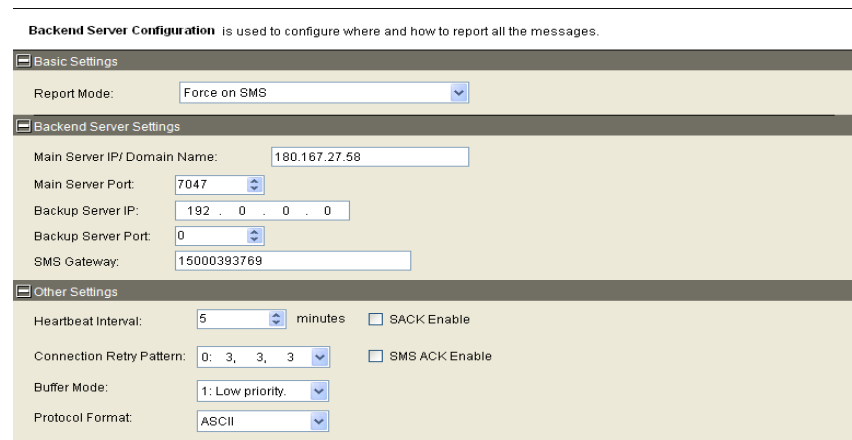 Backend Server Configuration is used to configure where and how to report all the messages.
Basic Settings
Report Mode: Force on SMS
Backend Server Settings
Main Server IP/ Domain Name: 180.167.27.58
Main Server Port: 7047
Backup Server IP: 192 . 0 . 0 . 0
Backup Server Port: 0
SMS Gateway: 15000393769
Other Settings
Heartbeat Interval: 5 minutes SACK Enable
Connection Retry Pattern: 0: 3, 3, 3 SMS ACK Enable
Buffer Mode: 1: Low priority.
Protocol Format: ASCII